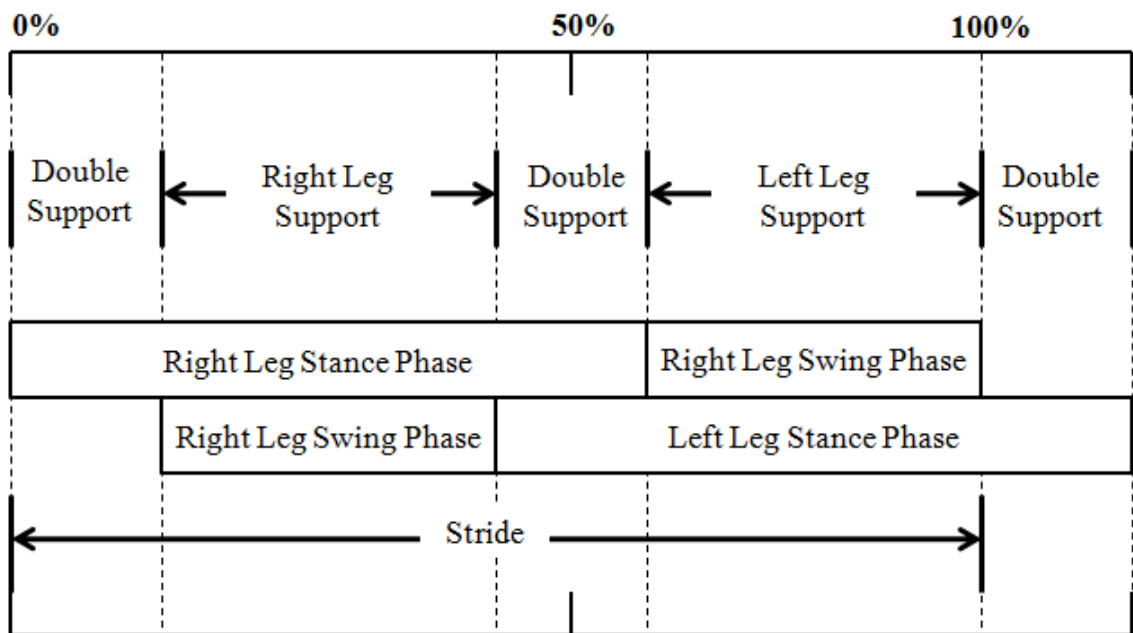 0% 50% 100%
Double Support
Right Leg Support
Double Support
Left Leg Support
Double Support
Right Leg Stance Phase
Right Leg Swing Phase
Right Leg Swing Phase
Left Leg Stance Phase
Stride